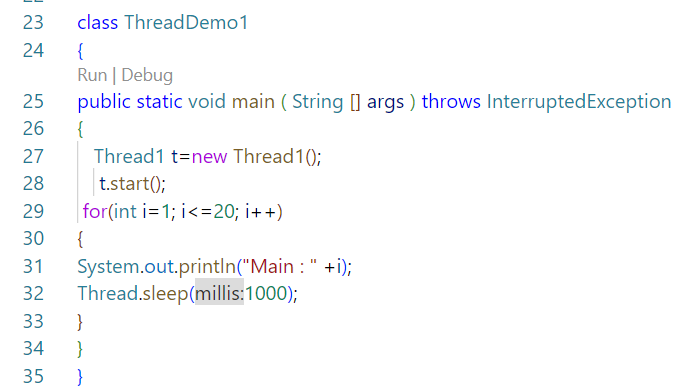 23 class ThreadDemo1
24 {
Run | Debug
25 public static void main ( String [] args ) throws InterruptedException
26 {
27 Thread1 t=new Thread1();
28 t.start();
29 for(int i=1; i<=20; i++)
30 {
31 System.out.println("Main : " +i);
32 Thread.sleep(millis:1000);
33 }
34 }
35 }